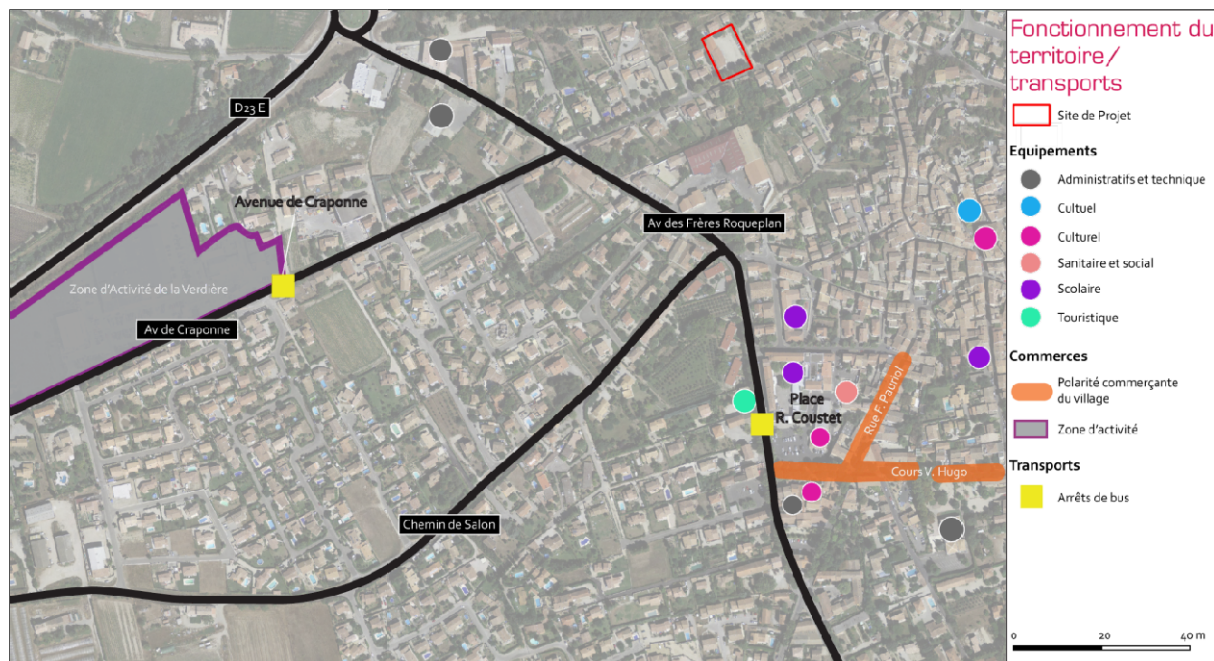 Fonctionnement du
territoire/
transports
Site de Projet
Equipements
Administratifs et technique
Cultuel
Culturel
Sanitaire et social
Scolaire
Touristique
Commerces
Polarité commerçante
du village
Zone d'activité
Transports
Arrêts de bus
0 20 40 m
D23 E
Avenue de Craponne
Av des Frères Roqueplan
Zone d'Activité de la Verdière
Av de Craponne
Place
R. Coustet
Rue F. Pauriol
Cours V. Hugo
Chemin de Salon